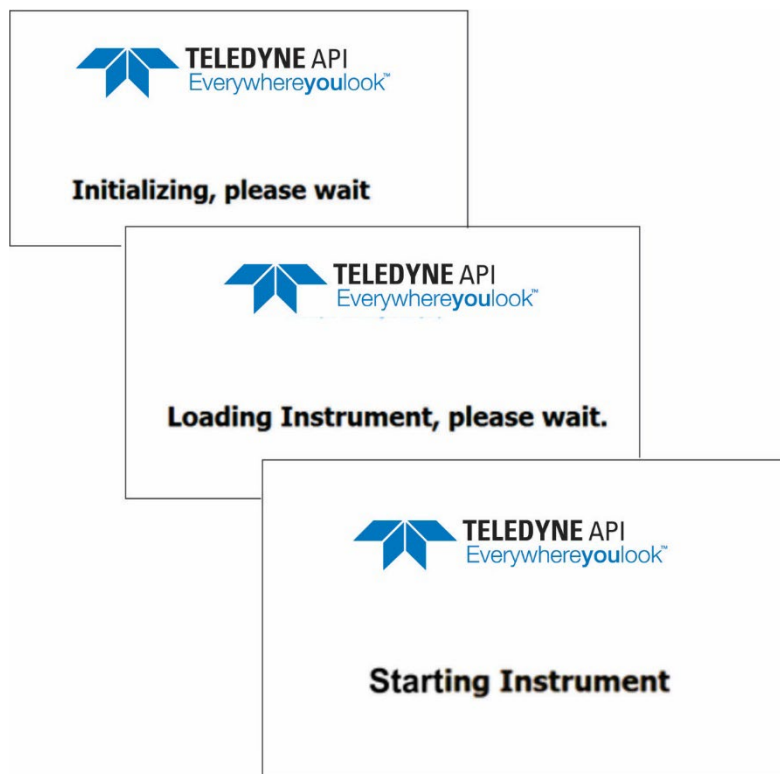 TELEDYNE API
Everywhereyoulook™
Initializing, please wait
TELEDYNE API
Everywhereyoulook™
Loading Instrument, please wait.
TELEDYNE API
Everywhereyoulook™
Starting Instrument